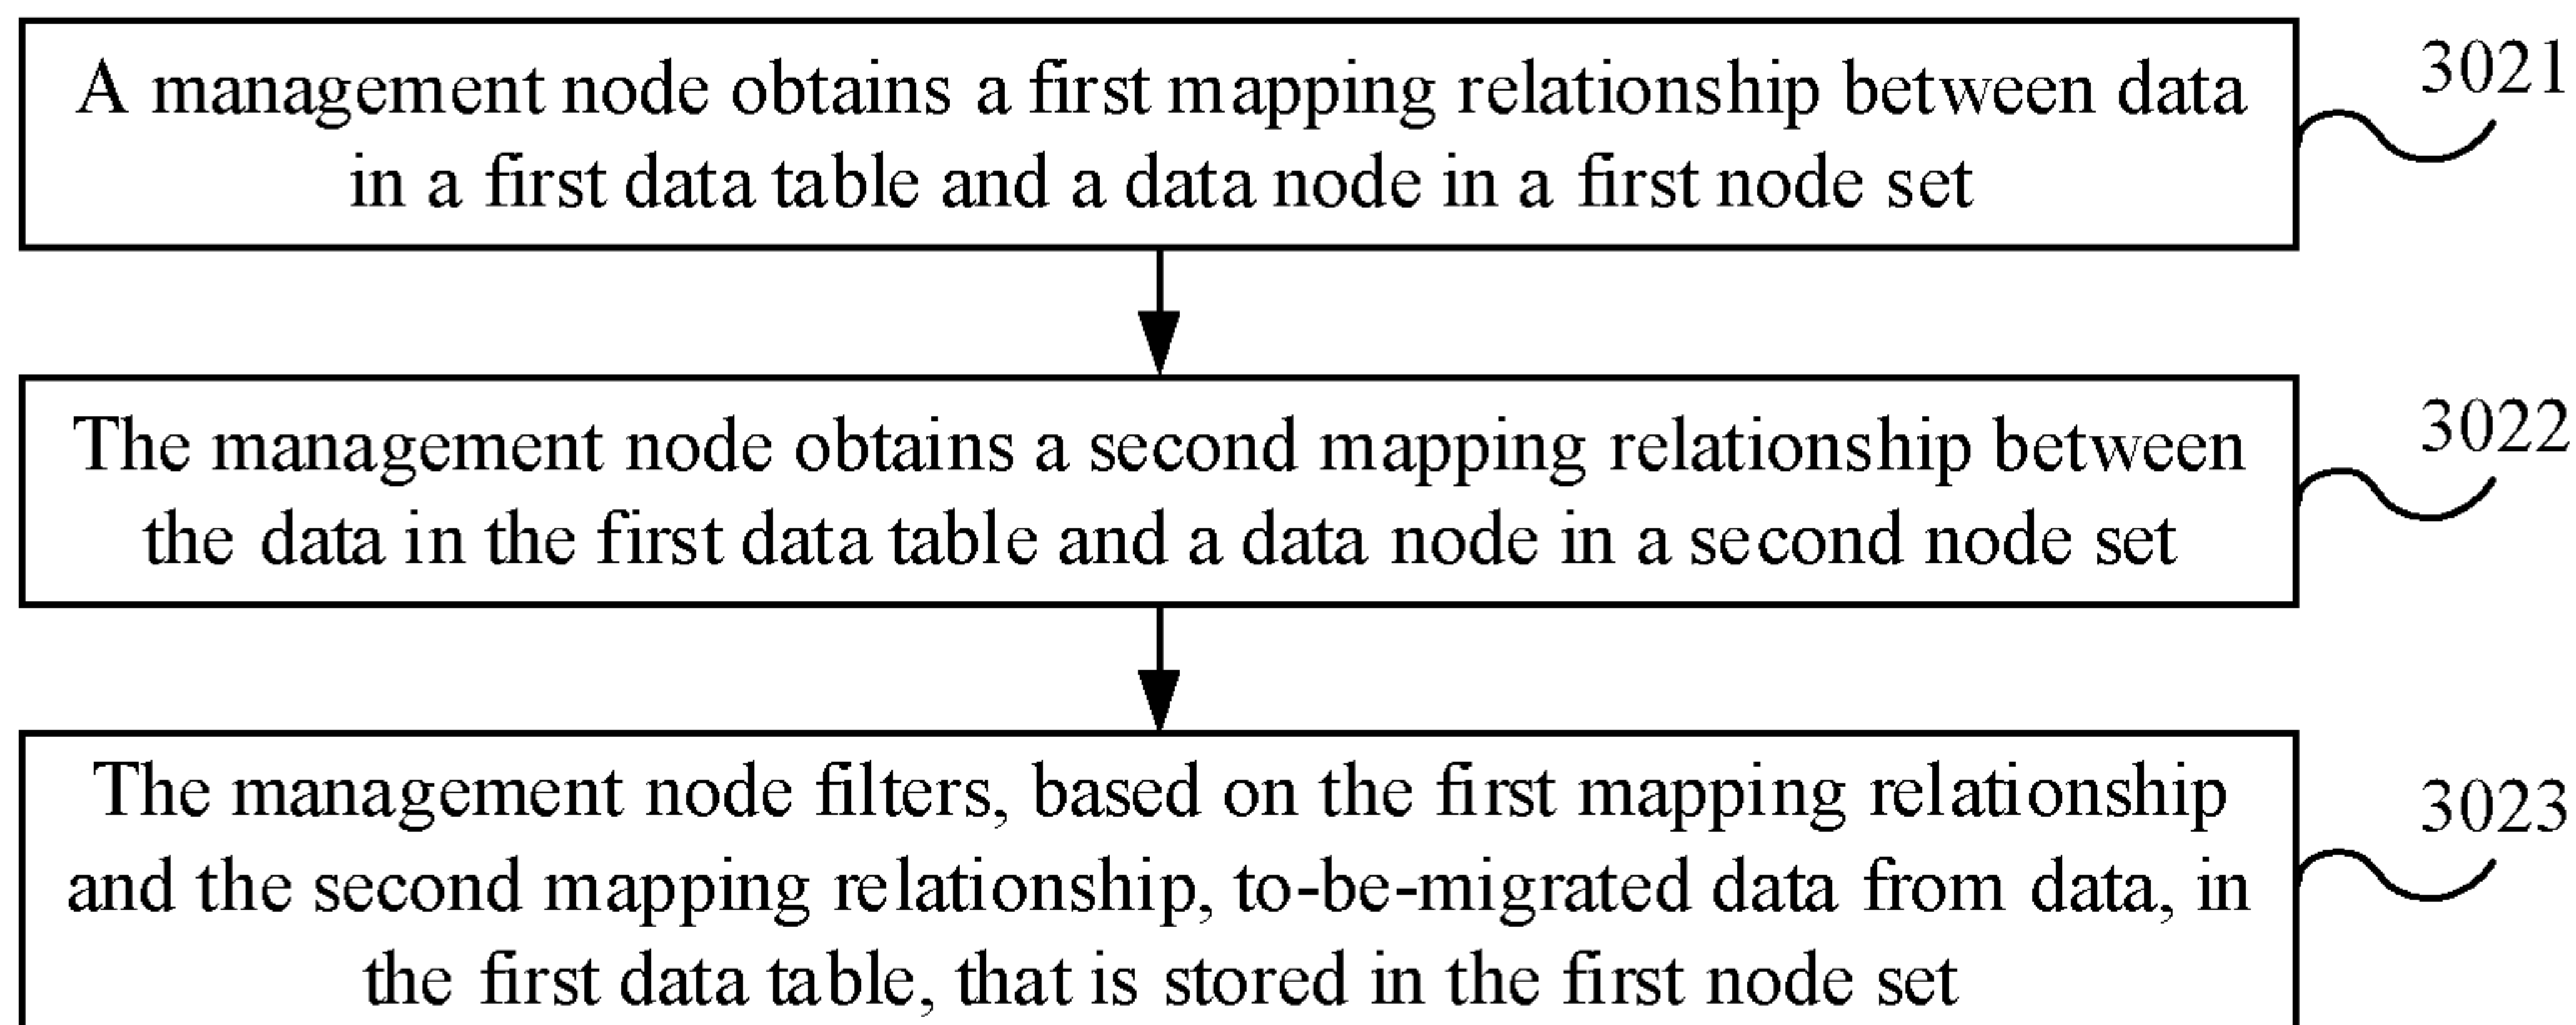 A management node obtains a first mapping relationship between data
in a first data table and a data node in a first node set
3021
The management node obtains a second mapping relationship between
the data in the first data table and a data node in a second node set
3022
The management node filters, based on the first mapping relationship
and the second mapping relationship, to-be-migrated data from data, in
the first data table, that is stored in the first node set
3023